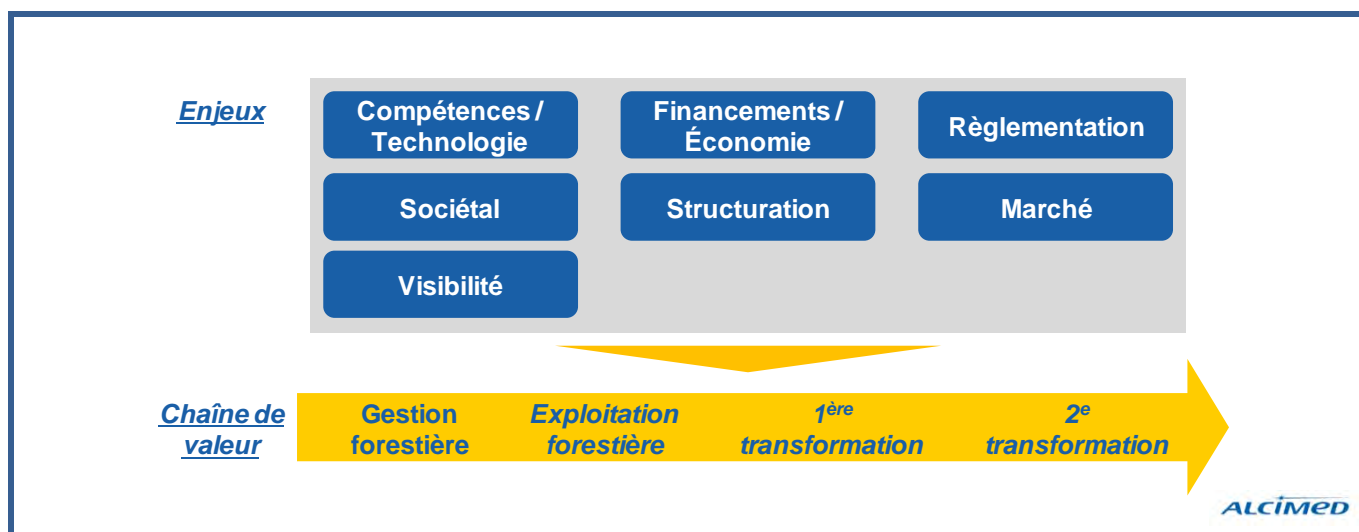 Enjeux
Compétences /
Technologie
Financements /
Économie
Règlementation
Sociétal
Structuration
Marché
Visibilité
Chaîne de
valeur
Gestion
forestière
Exploitation
forestière
1ère
transformation
2e
transformation
ALCIMED